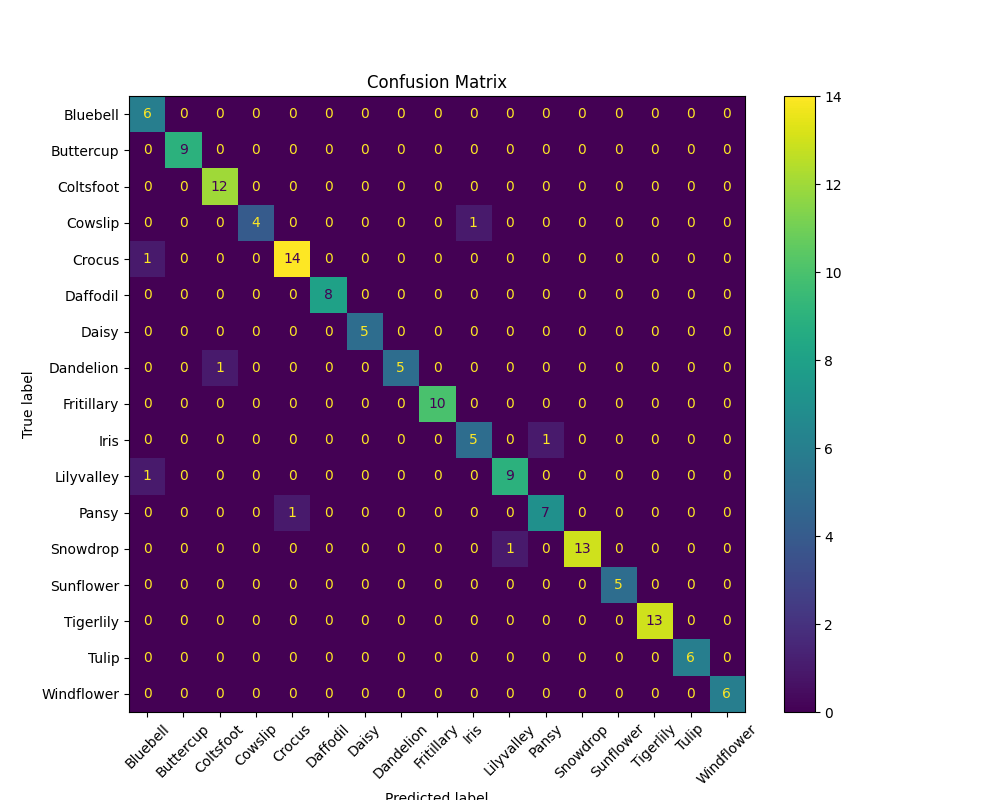 Confusion Matrix
True label
Bluebell 6 0 0 0 0 0 0 0 0 0 0 0 0 0 0 0 0
Buttercup 0 9 0 0 0 0 0 0 0 0 0 0 0 0 0 0 0
Coltsfoot 0 0 12 0 0 0 0 0 0 0 0 0 0 0 0 0 0
Cowslip 0 0 0 4 0 0 0 0 0 1 0 0 0 0 0 0 0
Crocus 1 0 0 0 14 0 0 0 0 0 0 0 0 0 0 0 0
Daffodil 0 0 0 0 0 8 0 0 0 0 0 0 0 0 0 0 0
Daisy 0 0 0 0 0 0 5 0 0 0 0 0 0 0 0 0 0
Dandelion 0 0 1 0 0 0 0 5 0 0 0 0 0 0 0 0 0
Fritillary 0 0 0 0 0 0 0 0 10 0 0 0 0 0 0 0 0
Iris 0 0 0 0 0 0 0 0 0 5 0 1 0 0 0 0 0
Lilyvalley 1 0 0 0 0 0 0 0 0 0 9 0 0 0 0 0 0
Pansy 0 0 0 0 1 0 0 0 0 0 0 7 0 0 0 0 0
Snowdrop 0 0 0 0 0 0 0 0 0 0 1 0 13 0 0 0 0
Sunflower 0 0 0 0 0 0 0 0 0 0 0 0 0 5 0 0 0
Tigerlily 0 0 0 0 0 0 0 0 0 0 0 0 0 0 13 0 0
Tulip 0 0 0 0 0 0 0 0 0 0 0 0 0 0 0 6 0
Windflower 0 0 0 0 0 0 0 0 0 0 0 0 0 0 0 0 6
Bluebell Buttercup Coltsfoot Cowslip Crocus Daffodil Daisy Dandelion Fritillary Iris Lilyvalley Pansy Snowdrop Sunflower Tigerlily Tulip Windflower
Predicted label
14
12
10
8
6
4
2
0